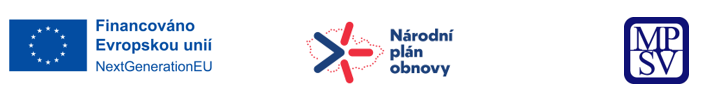 Financováno
Evropskou unií
NextGenerationEU
Národní
plán
obnovy
MP
SV